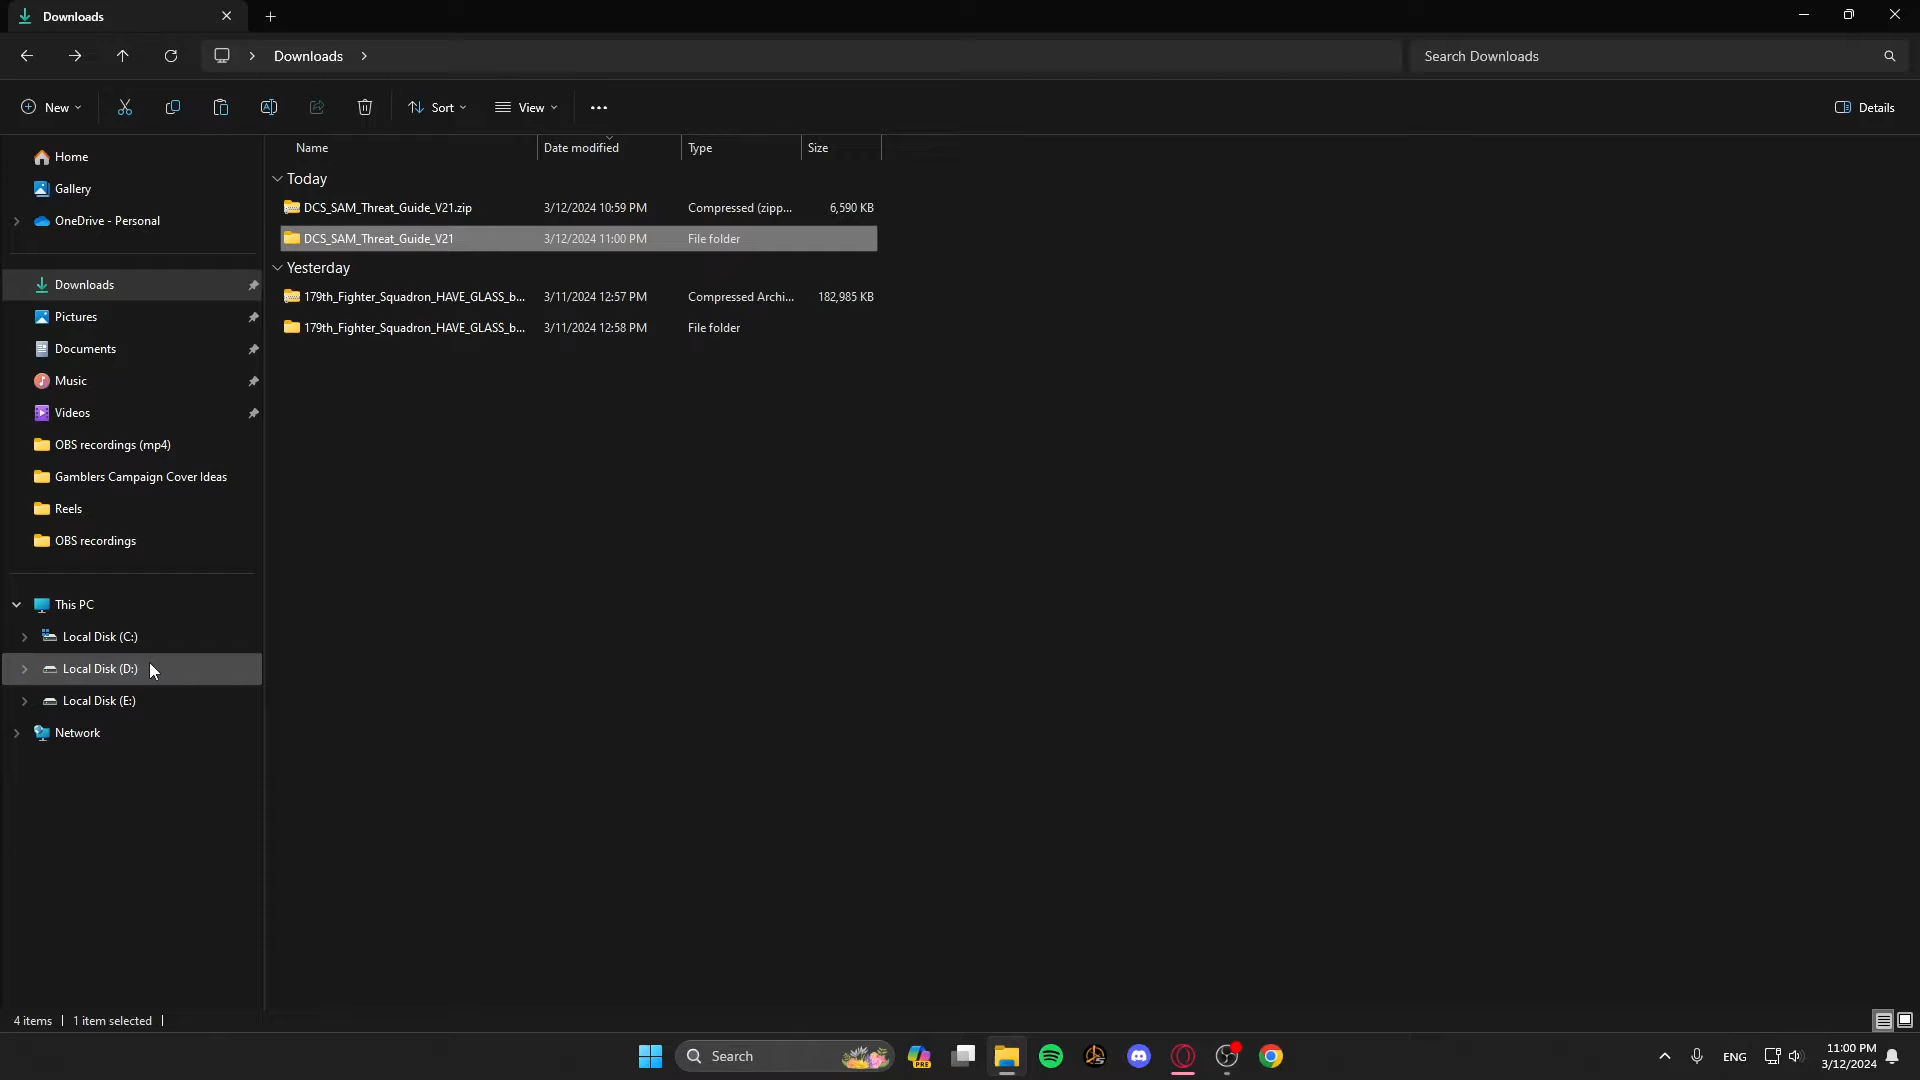 Downloads
Downloads
Search Downloads
New
Sort
View
Details
Name Date modified Type Size
Today
DCS_SAM_Threat_Guide_V21.zip 3/12/2024 10:59 PM Compressed (zipp... 6,590 KB
DCS_SAM_Threat_Guide_V21 3/12/2024 11:00 PM File folder
Yesterday
179th_Fighter_Squadron_HAVE_GLASS_b... 3/11/2024 12:57 PM Compressed Archi... 182,985 KB
179th_Fighter_Squadron_HAVE_GLASS_b... 3/11/2024 12:58 PM File folder
Home
Gallery
OneDrive - Personal
Downloads
Pictures
Documents
Music
Videos
OBS recordings (mp4)
Gamblers Campaign Cover Ideas
Reels
OBS recordings
This PC
Local Disk (C:)
Local Disk (D:)
Local Disk (E:)
Network
4 items 1 item selected
Search
PRE
ENG
11:00 PM
3/12/2024